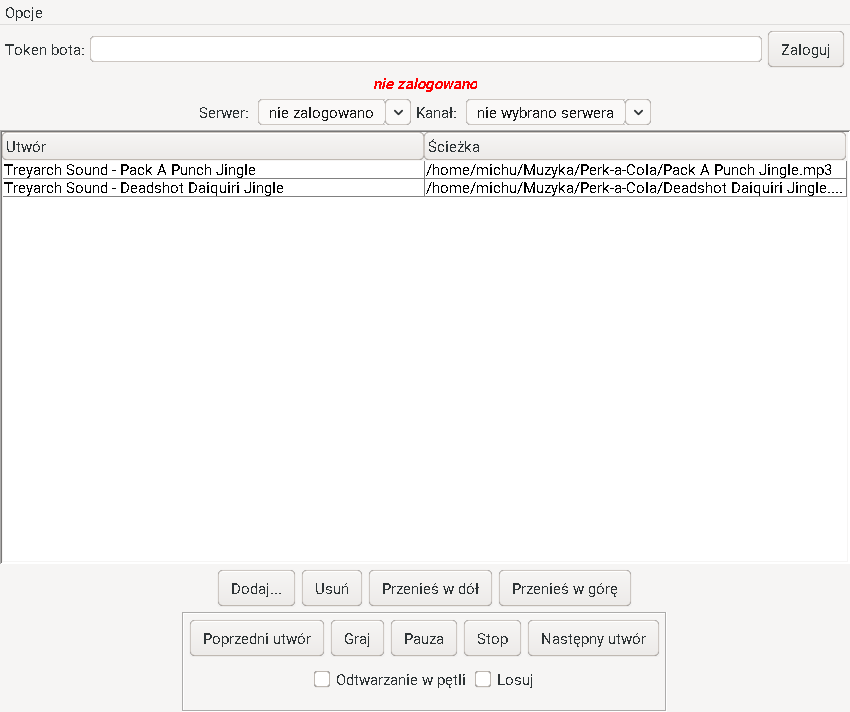 Opcje
Token bota: Zaloguj
nie zalogowano
Serwer: nie zalogowano Kanał: nie wybrano serwera
Utwór Ścieżka
Treyarch Sound - Pack A Punch Jingle /home/michu/Muzyka/Perk-a-Cola/Pack A Punch Jingle.mp3
Treyarch Sound - Deadshot Daiquiri Jingle /home/michu/Muzyka/Perk-a-Cola/Deadshot Daiquiri Jingle....
Dodaj... Usuń Przenieś w dół Przenieś w górę
Poprzedni utwór Graj Pauza Stop Następny utwór
Odtwarzanie w pętli Losuj